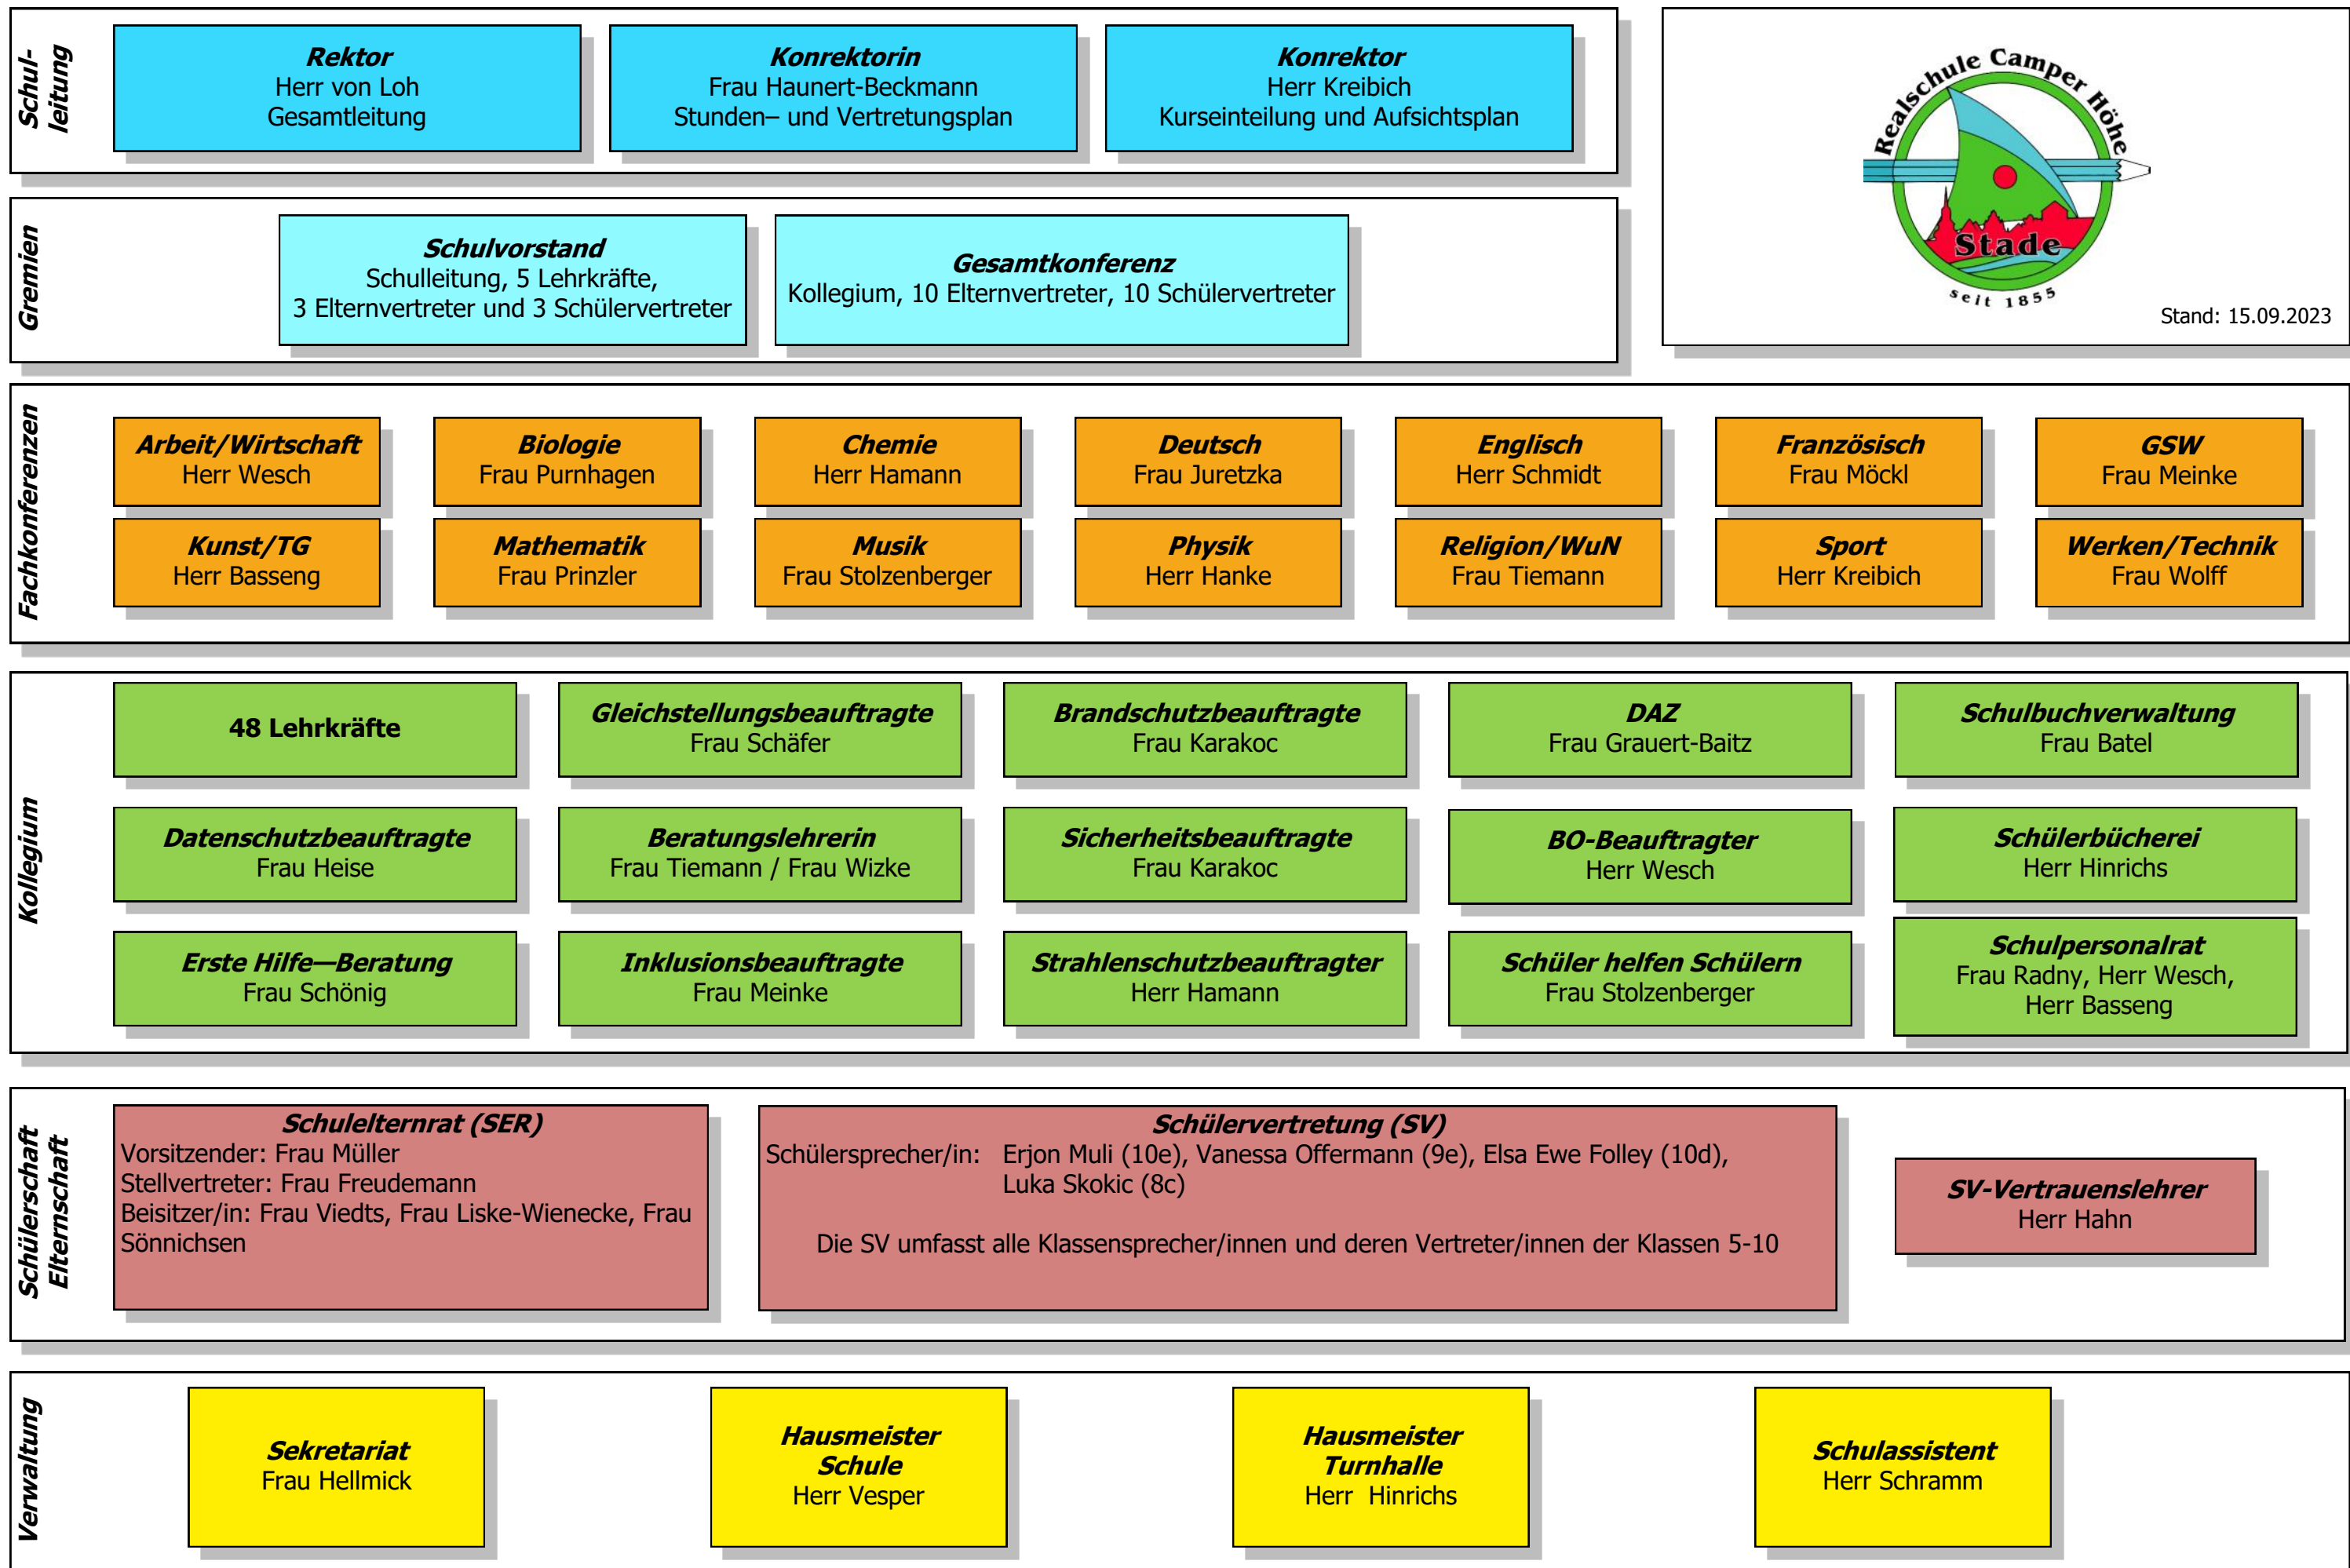 Schul-
leitung
Rektor
Herr von Loh
Gesamtleitung
Konrektorin
Frau Haunert-Beckmann
Stunden– und Vertretungsplan
Konrektor
Herr Kreibich
Kurseinteilung und Aufsichtsplan
Realschule Camper Höhe
Stade
seit 1855
Stand: 15.09.2023
Gremien
Schulvorstand
Schulleitung, 5 Lehrkräfte,
3 Elternvertreter und 3 Schülervertreter
Gesamtkonferenz
Kollegium, 10 Elternvertreter, 10 Schülervertreter
Fachkonferenzen
Arbeit/Wirtschaft
Herr Wesch
Biologie
Frau Purnhagen
Chemie
Herr Hamann
Deutsch
Frau Juretzka
Englisch
Herr Schmidt
Französisch
Frau Möckl
GSW
Frau Meinke
Kunst/TG
Herr Basseng
Mathematik
Frau Prinzler
Musik
Frau Stolzenberger
Physik
Herr Hanke
Religion/WuN
Frau Tiemann
Sport
Herr Kreibich
Werken/Technik
Frau Wolff
Kollegium
48 Lehrkräfte
Gleichstellungsbeauftragte
Frau Schäfer
Brandschutzbeauftragte
Frau Karakoc
DAZ
Frau Grauert-Baitz
Schulbuchverwaltung
Frau Batel
Datenschutzbeauftragte
Frau Heise
Beratungslehrerin
Frau Tiemann / Frau Wizke
Sicherheitsbeauftragte
Frau Karakoc
BO-Beauftragter
Herr Wesch
Schülerbücherei
Herr Hinrichs
Erste Hilfe—Beratung
Frau Schönig
Inklusionsbeauftragte
Frau Meinke
Strahlenschutzbeauftragter
Herr Hamann
Schüler helfen Schülern
Frau Stolzenberger
Schulpersonalrat
Frau Radny, Herr Wesch,
Herr Basseng
Schülerschaft
Elternschaft
Schulelternrat (SER)
Vorsitzender: Frau Müller
Stellvertreter: Frau Freudemann
Beisitzer/in: Frau Viedts, Frau Liske-Wienecke, Frau
Sönnichsen
Schülervertretung (SV)
Schülersprecher/in: Erjon Muli (10e), Vanessa Offermann (9e), Elsa Ewe Folley (10d),
Luka Skokic (8c)
Die SV umfasst alle Klassensprecher/innen und deren Vertreter/innen der Klassen 5-10
SV-Vertrauenslehrer
Herr Hahn
Verwaltung
Sekretariat
Frau Hellmick
Hausmeister
Schule
Herr Vesper
Hausmeister
Turnhalle
Herr Hinrichs
Schulassistent
Herr Schramm